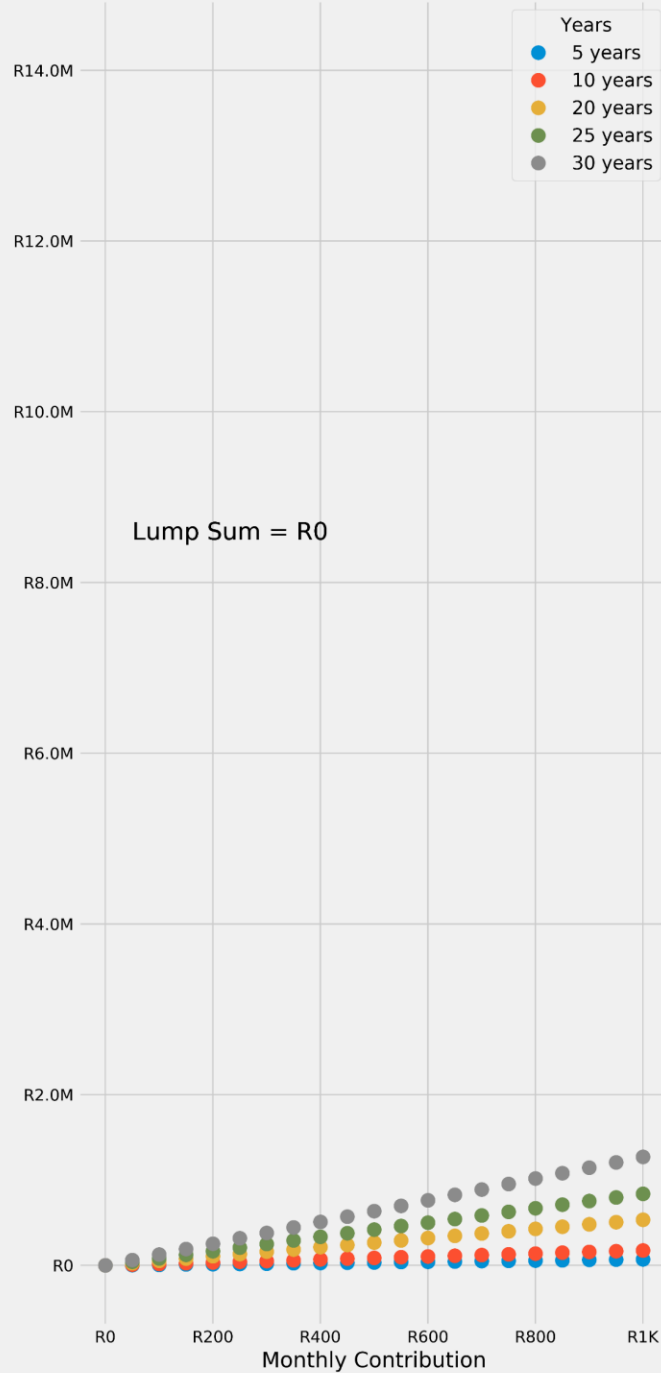 Years
5 years
10 years
20 years
25 years
30 years
R14.0M
R12.0M
R10.0M
Lump Sum = R0
R8.0M
R6.0M
R4.0M
R2.0M
R0
R0 R200 R400 R600 R800 R1K
Monthly Contribution